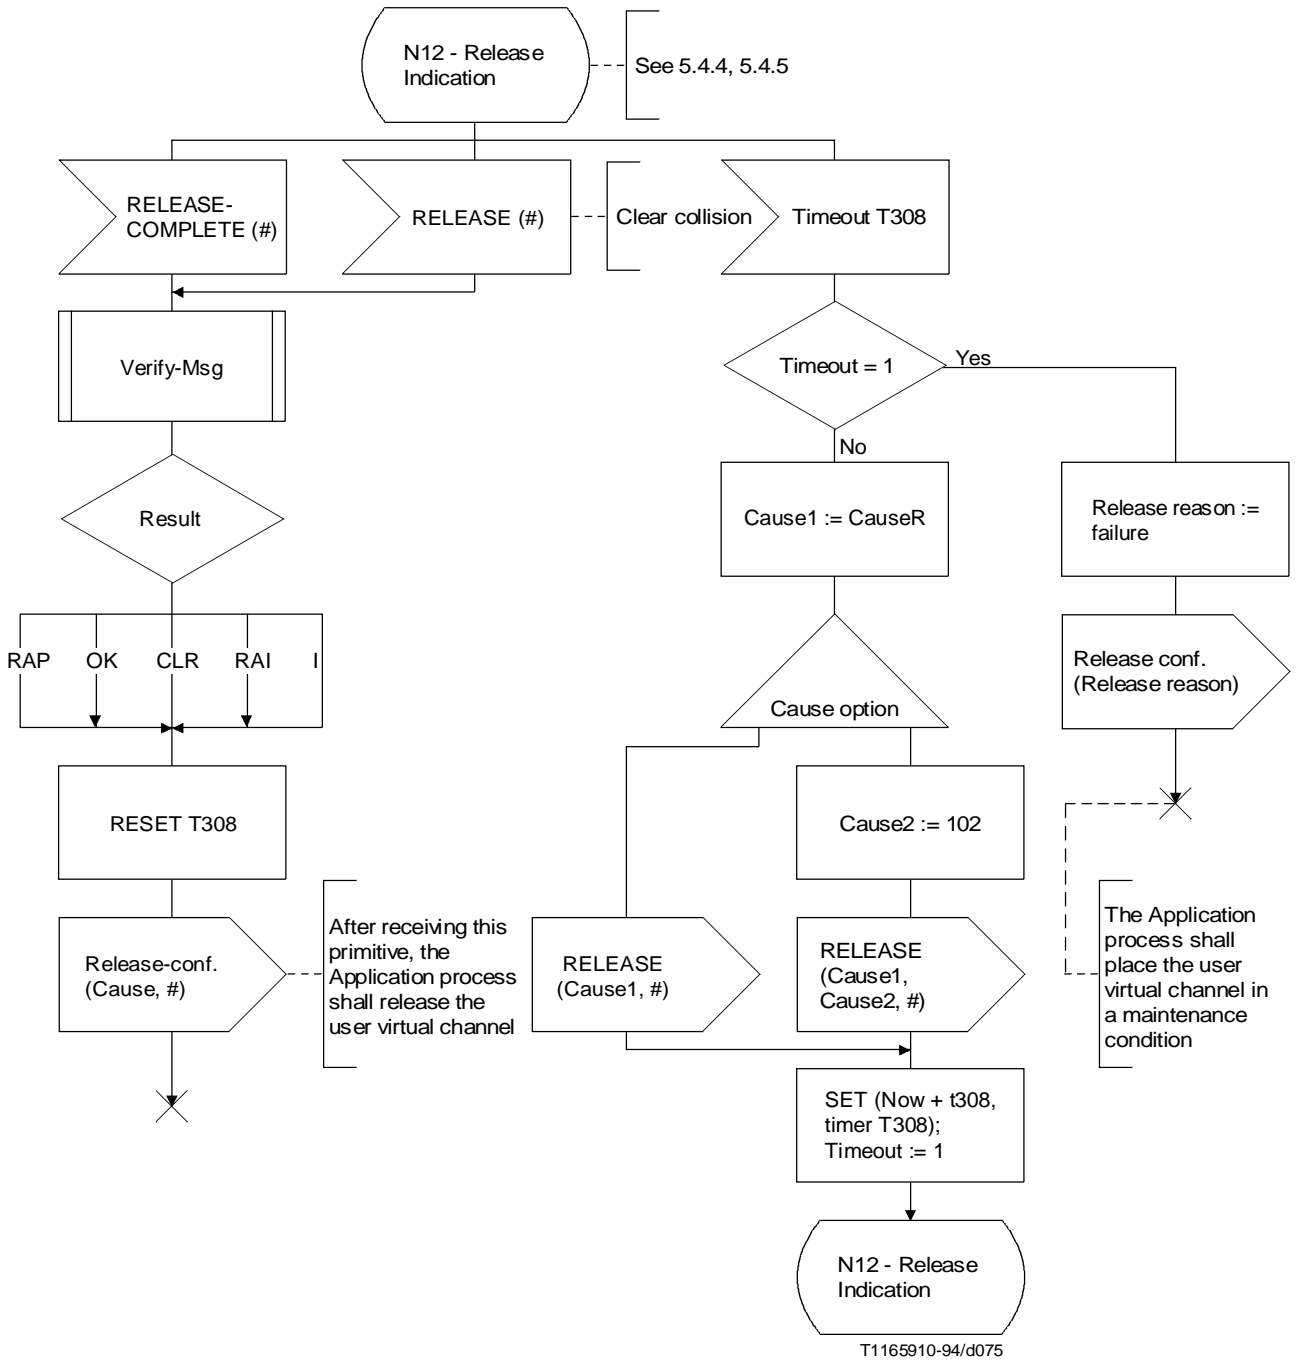 N12 - Release
Indication
See 5.4.4, 5.4.5
RELEASE-
COMPLETE (#)
RELEASE (#)
Clear collision
Timeout T308
Verify-Msg
Timeout = 1
Yes
No
Result
Cause1 := CauseR
Release reason :=
failure
RAP
OK
CLR
RAI
I
Cause option
Release conf.
(Release reason)
RESET T308
Cause2 := 102
Release-conf.
(Cause, #)
After receiving this
primitive, the
Application process
shall release the
user virtual channel
RELEASE
(Cause1, #)
RELEASE
(Cause1,
Cause2, #)
The Application
process shall
place the user
virtual channel in
a maintenance
condition
SET (Now + t308,
timer T308);
Timeout := 1
N12 - Release
Indication
T1165910-94/d075